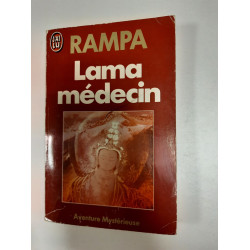 J'AI
LU
RAMPA
Lama
médecin
Aventure Mystérieuse